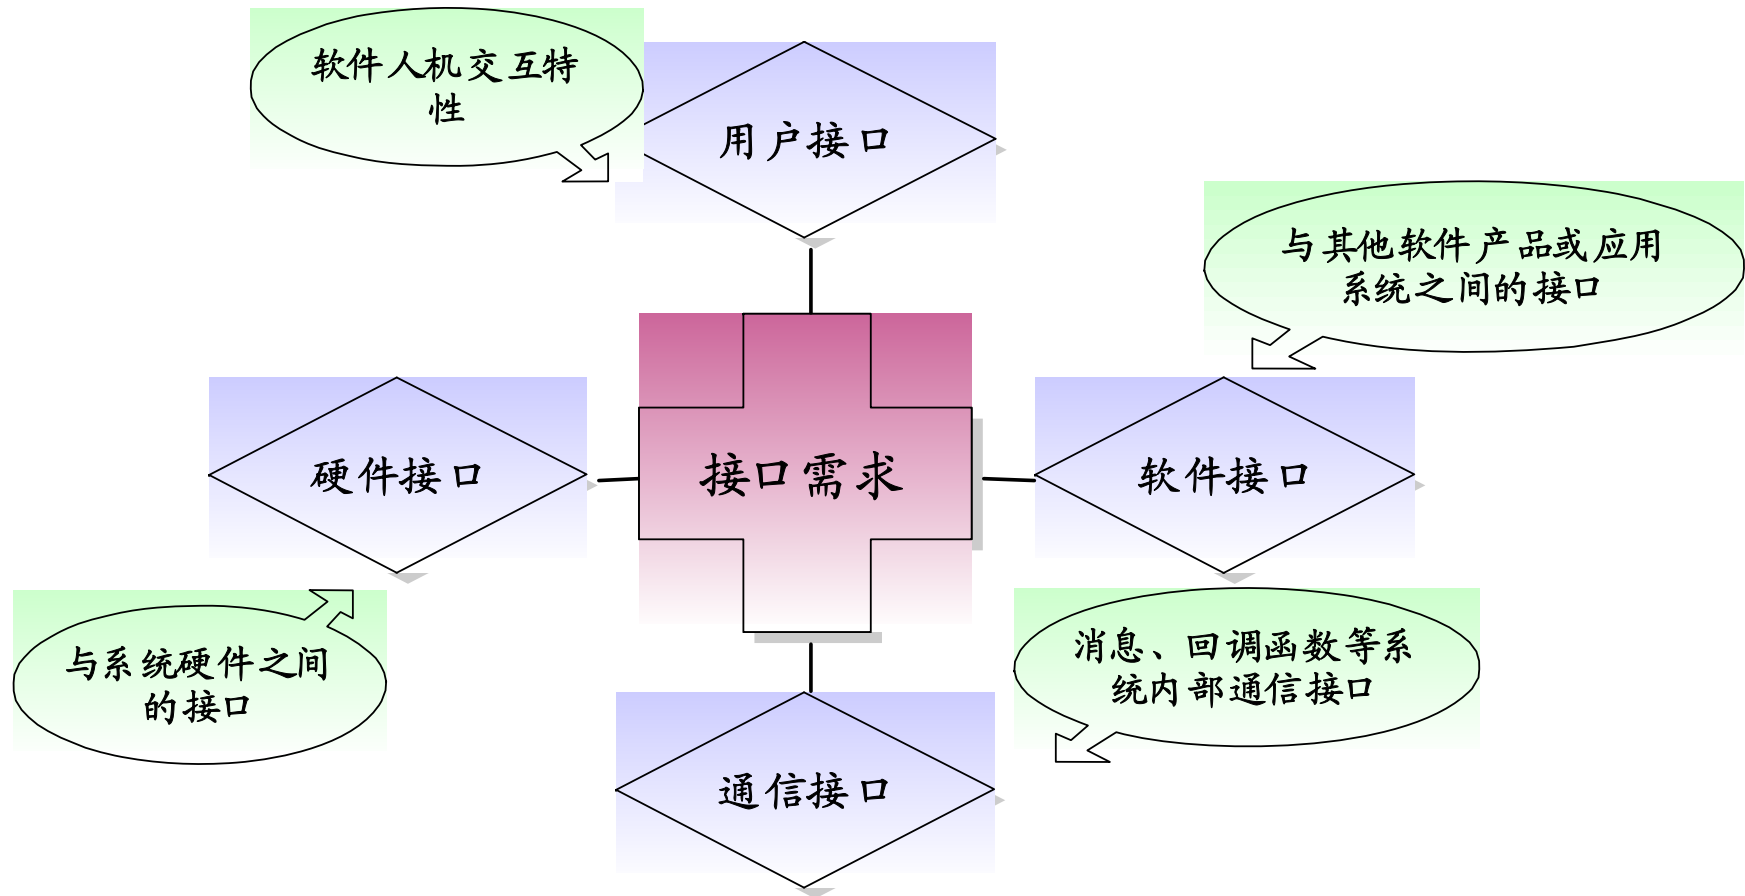 软件人机交互特
性
用户接口
与其他软件产品或应用
系统之间的接口
硬件接口
接口需求
软件接口
与系统硬件之间
的接口
消息、回调函数等系
统内部通信接口
通信接口